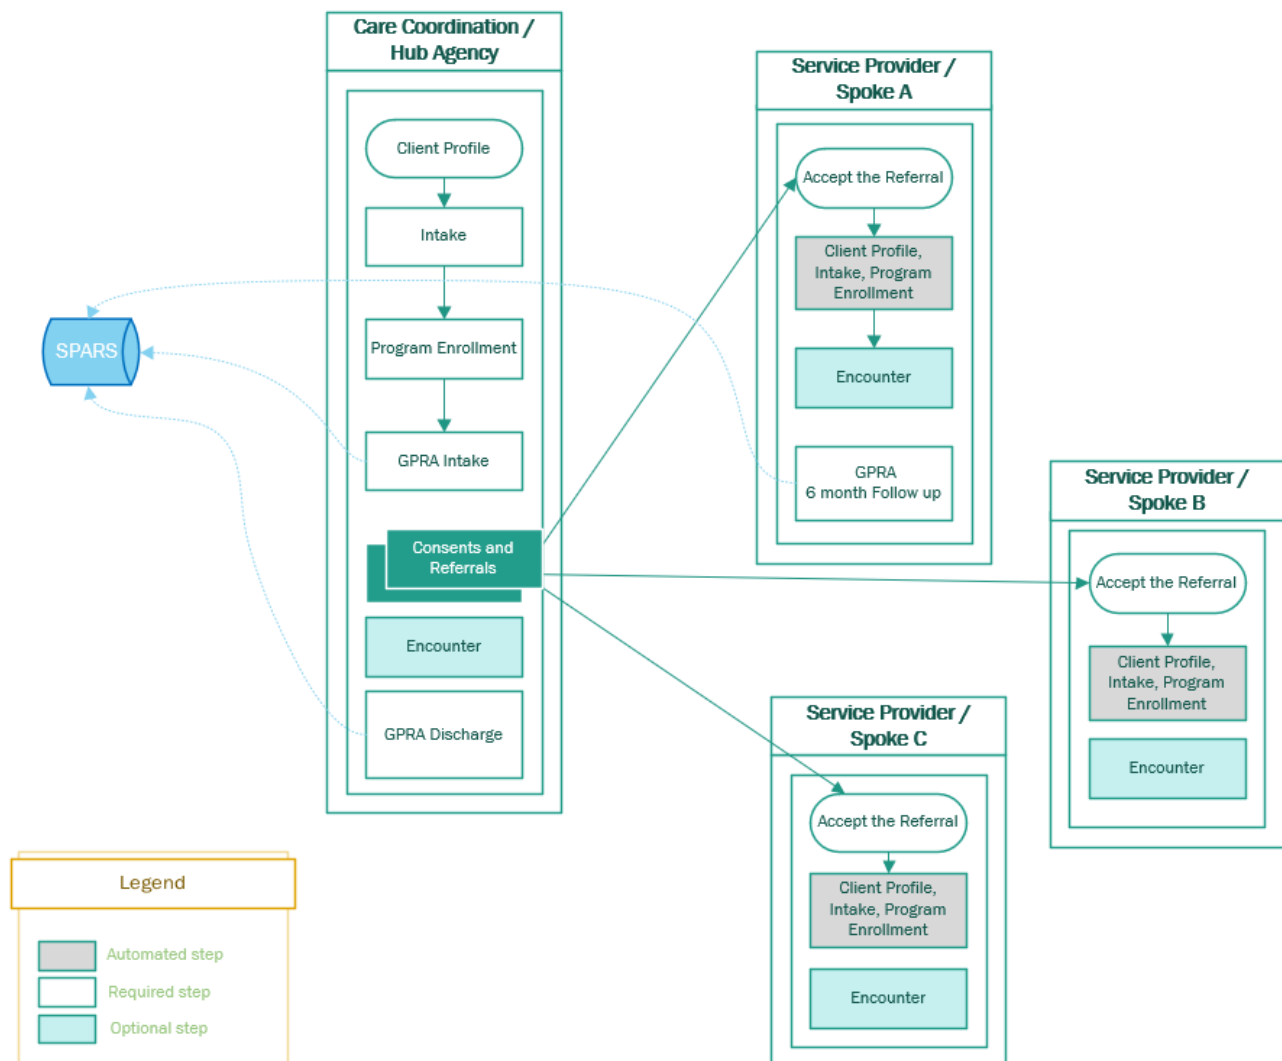 Care Coordination /
Hub Agency
Client Profile
Intake
Program Enrollment
GPRA Intake
Consents and
Referrals
Encounter
GPRA Discharge
SPARS
Service Provider /
Spoke A
Accept the Referral
Client Profile,
Intake, Program
Enrollment
Encounter
GPRA
6 month Follow up
Service Provider /
Spoke B
Accept the Referral
Client Profile,
Intake, Program
Enrollment
Encounter
Service Provider /
Spoke C
Accept the Referral
Client Profile,
Intake, Program
Enrollment
Encounter
Legend
Automated step
Required step
Optional step